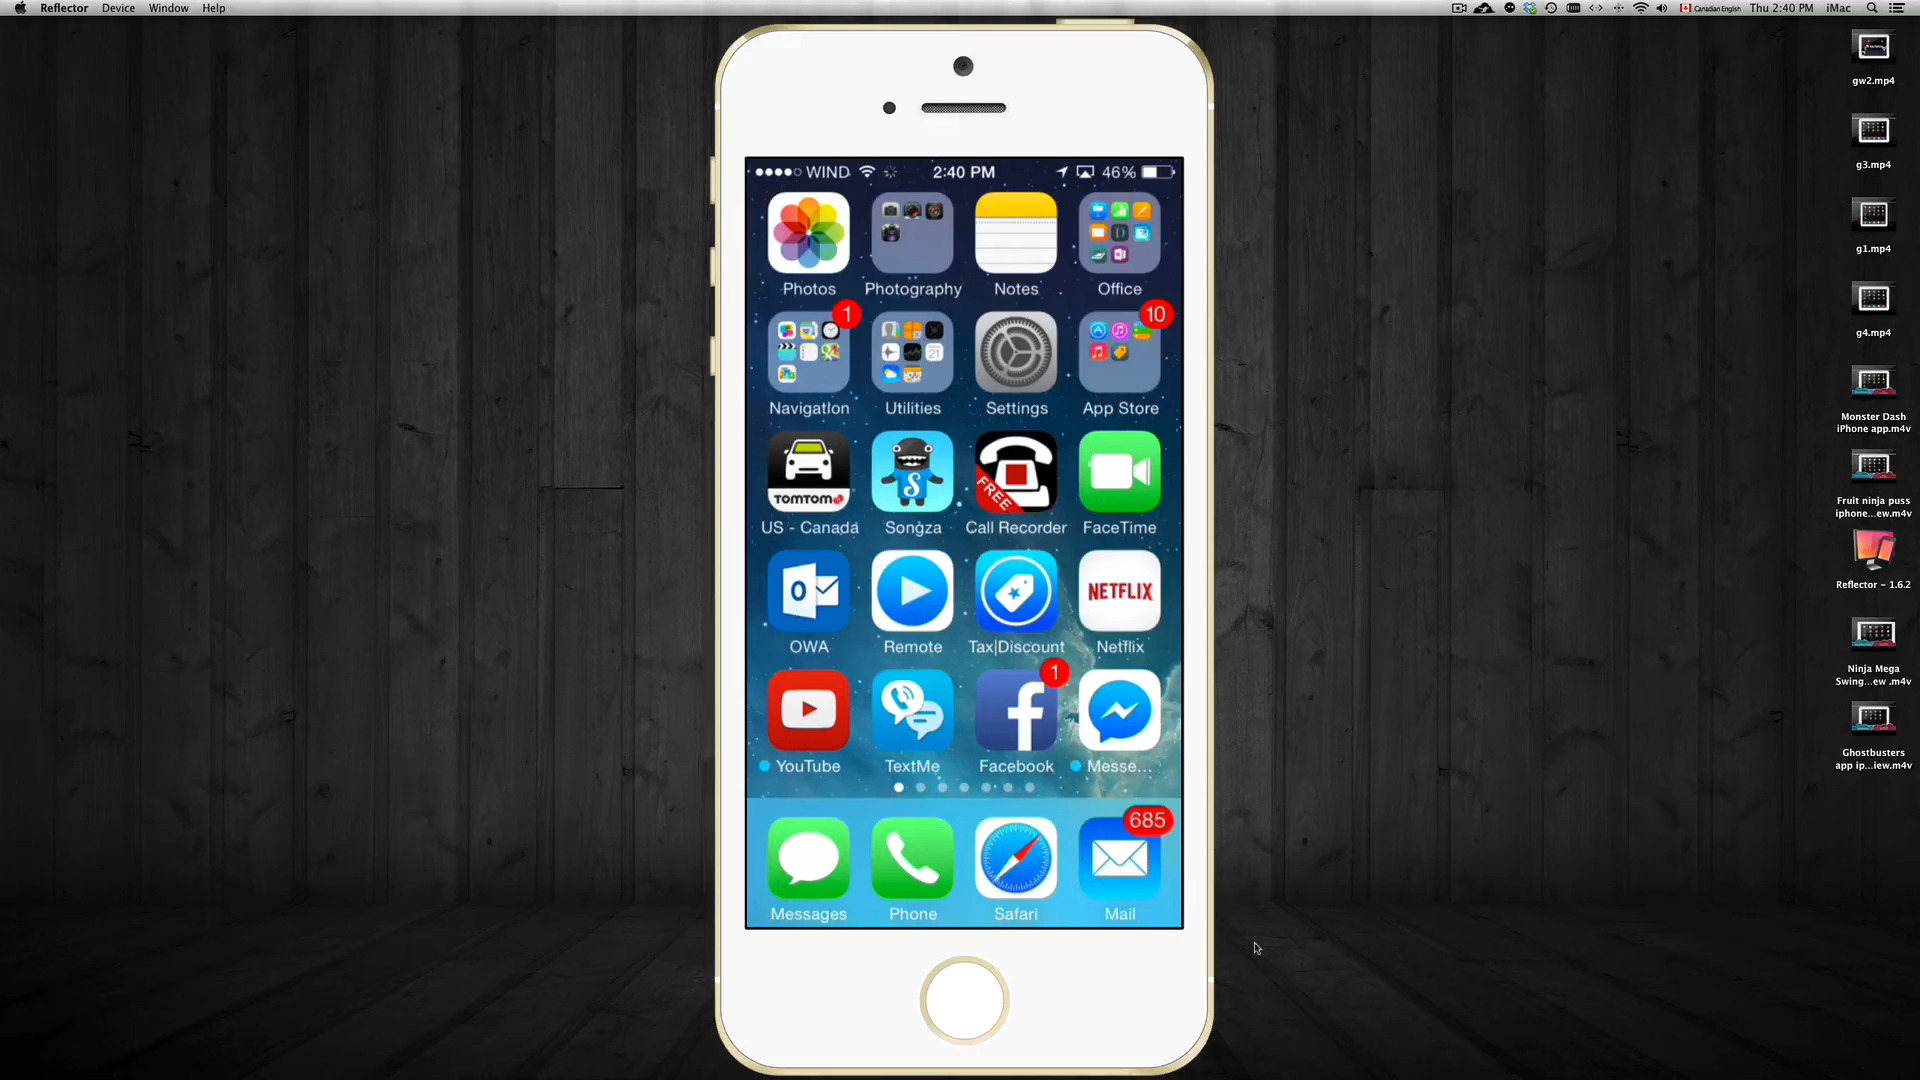 Reflector Device Window Help
Canadian English Thu 2:40 PM iMac
WIND 2:40 PM 46%
Photos Photography Notes Office
1 10
21
Navigation Utilities Settings App Store
TOMTOM S FREE
US - Canada Songza Call Recorder FaceTime
O NETFLIX
OWA Remote Tax|Discount Netflix
1
f
YouTube TextMe Facebook Messe...
685
Messages Phone Safari Mail
gw2.mp4
g3.mp4
g1.mp4
g4.mp4
Monster Dash
iPhone app.m4v
Fruit ninja puss
iphone...ew.m4v
Reflector – 1.6.2
Ninja Mega
Swing...ew .m4v
Ghostbusters
app ip...iew.m4v